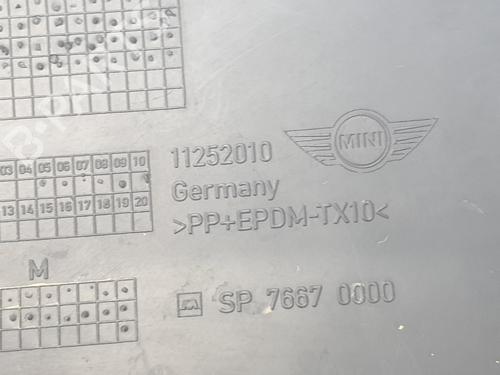 B-PARTS
MINI
11252010
Germany
>PP+EPDM-TX10<
03 04 05 06 07 08 09 10
13 14 15 16 17 18 19 20
M
SP 7667 0000